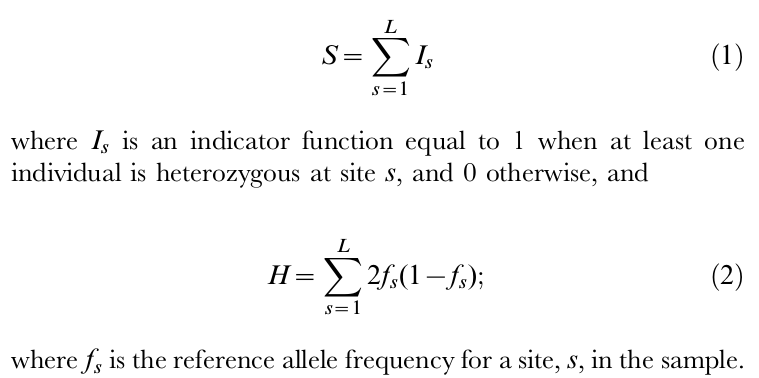 S = \sum_{s=1}^{L} I_s (1)
where I_s is an indicator function equal to 1 when at least one
individual is heterozygous at site s, and 0 otherwise, and
H = \sum_{s=1}^{L} 2f_s(1 − f_s); (2)
where f_s is the reference allele frequency for a site, s, in the sample.